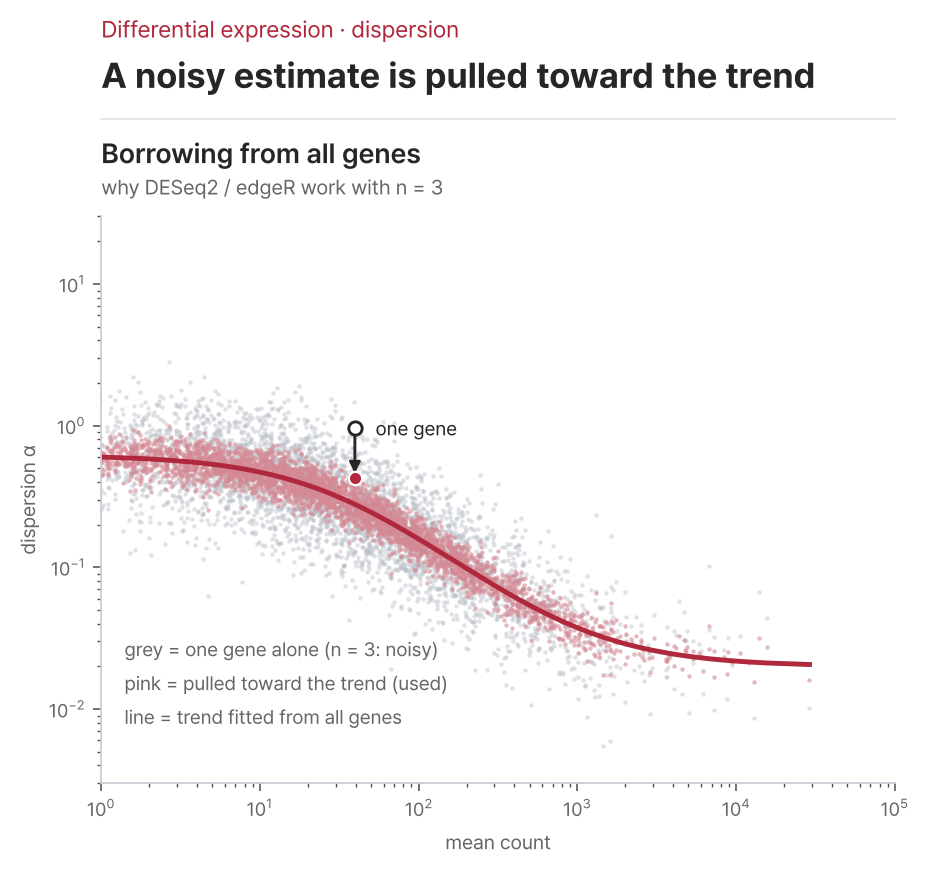 Differential expression · dispersion
A noisy estimate is pulled toward the trend
Borrowing from all genes
why DESeq2 / edgeR work with n = 3
10¹
10⁰
10⁻¹
10⁻²
dispersion α
one gene
grey = one gene alone (n = 3: noisy)
pink = pulled toward the trend (used)
line = trend fitted from all genes
10⁰ 10¹ 10² 10³ 10⁴ 10⁵
mean count